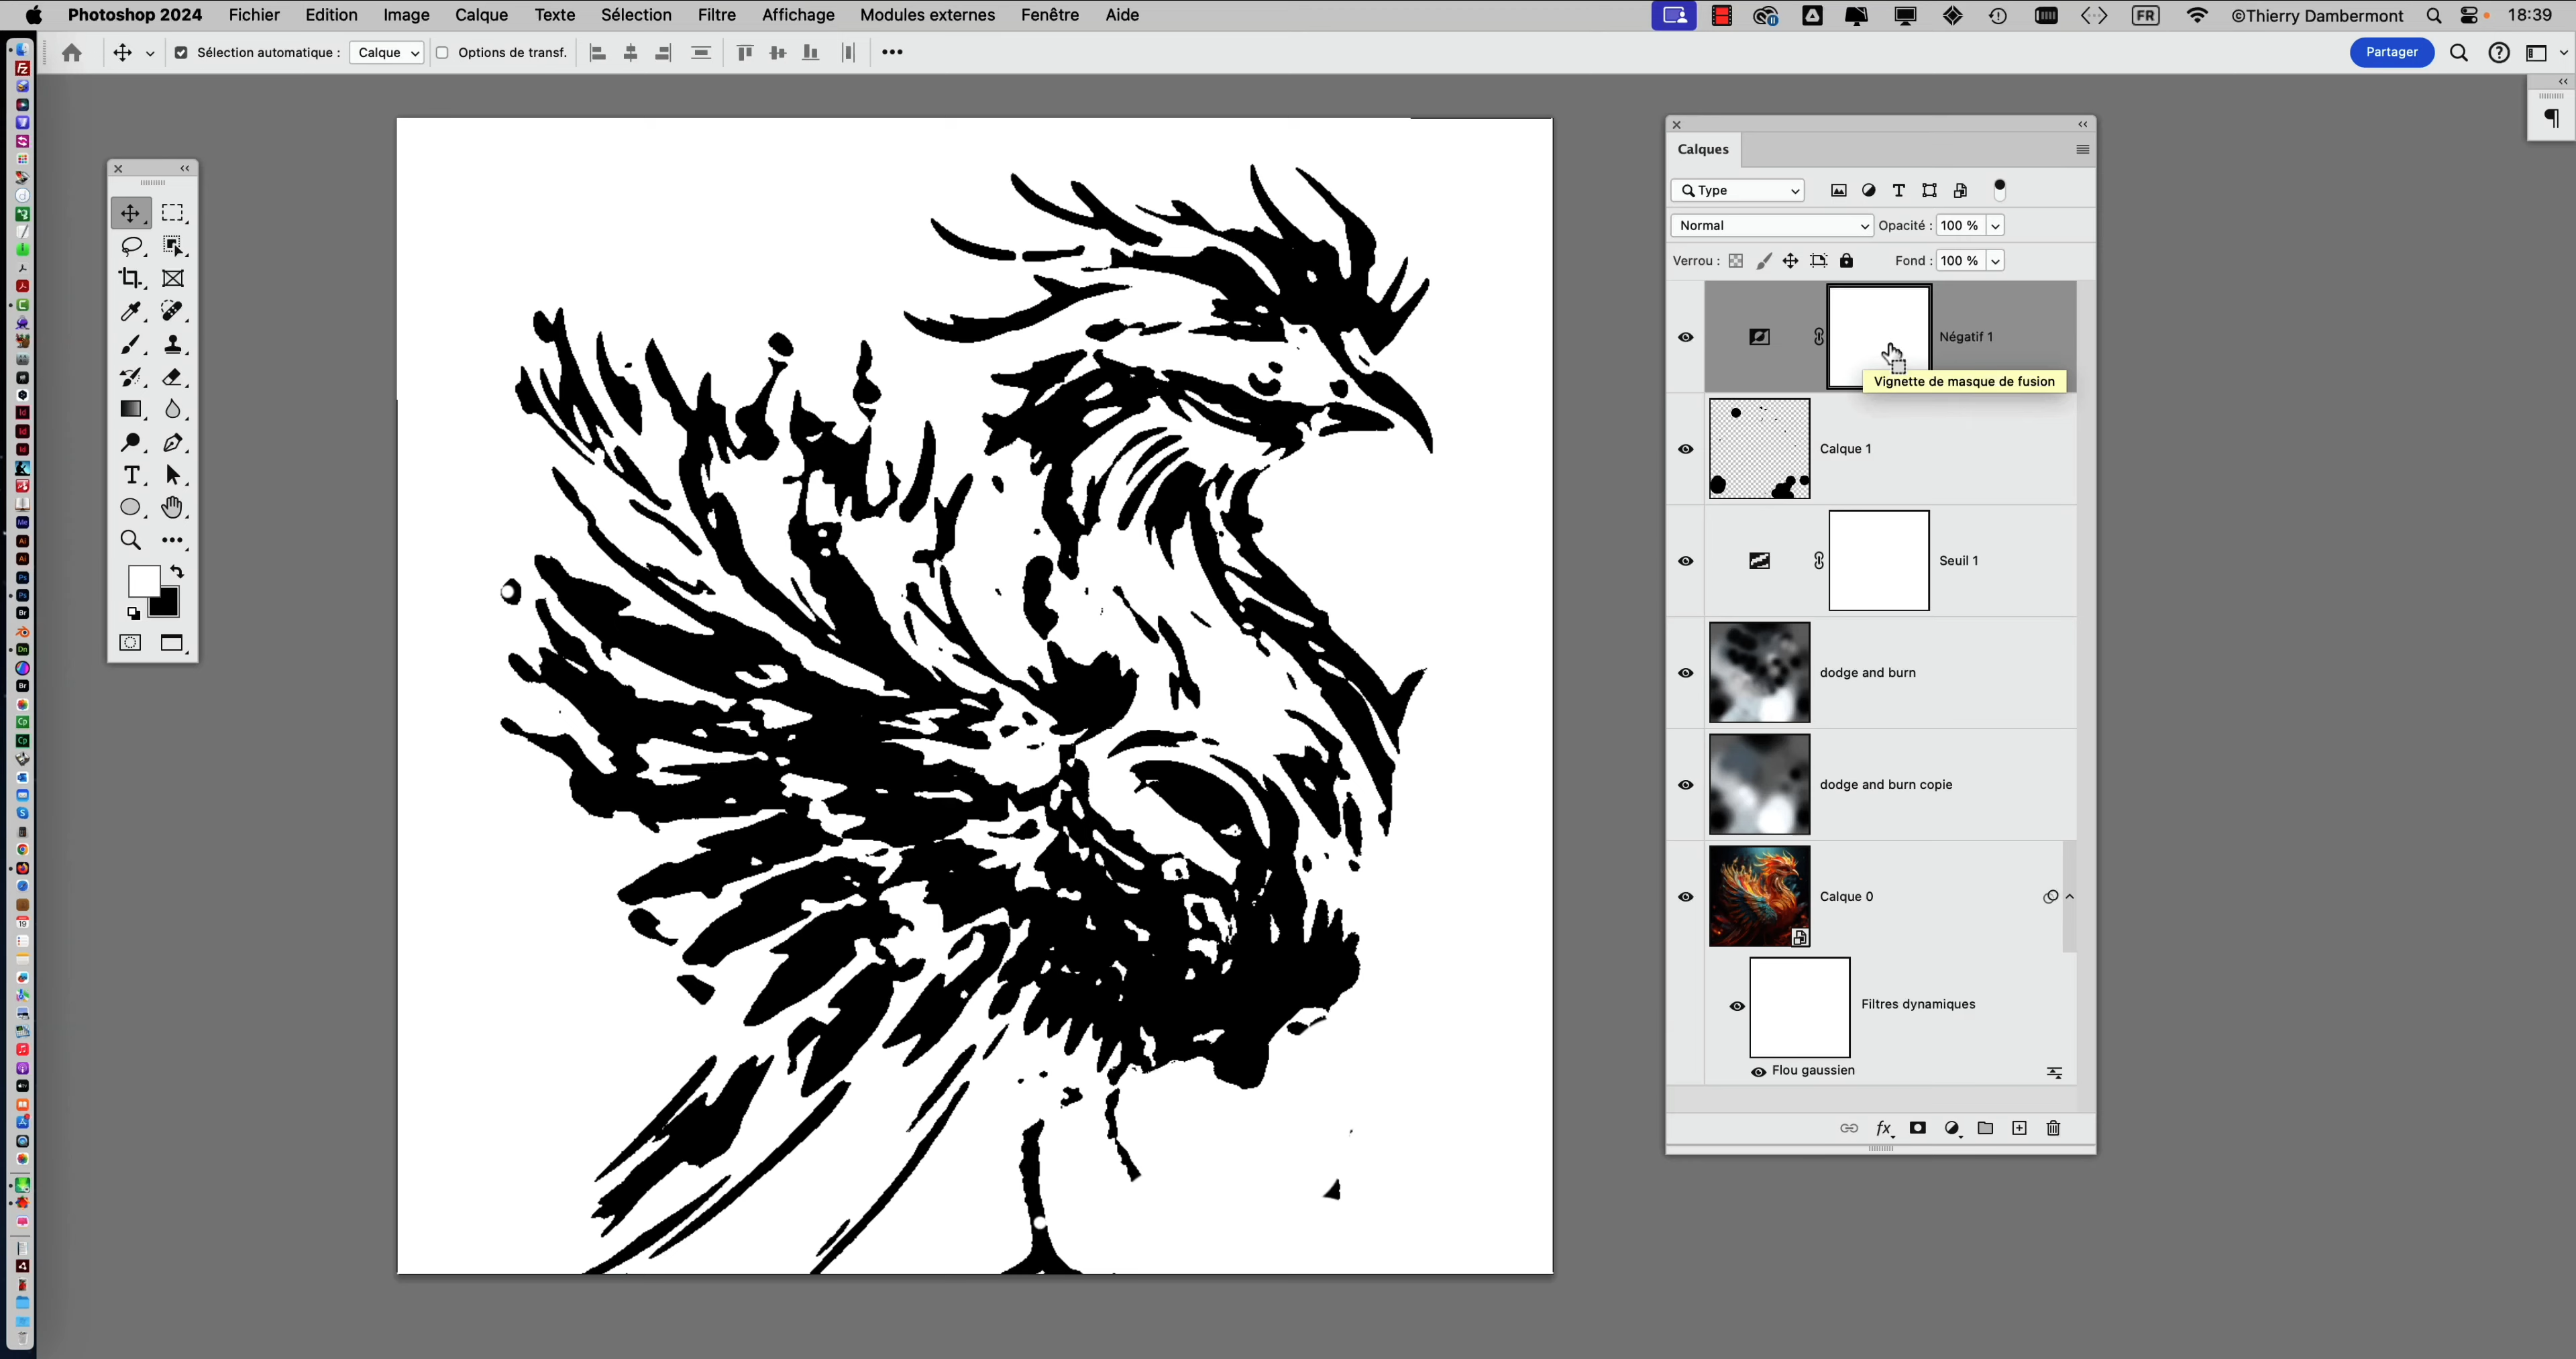 Photoshop 2024 Fichier Edition Image Calque Texte Sélection Filtre Affichage Modules externes Fenêtre Aide FR ©Thierry Dambermont 18:39
Sélection automatique : Calque Options de transf. Partager
Calques
Type
Normal Opacité : 100 %
Verrou : Fond : 100 %
Négatif 1
Vignette de masque de fusion
Calque 1
Seuil 1
dodge and burn
dodge and burn copie
Calque 0
Filtres dynamiques
Flou gaussien
fx